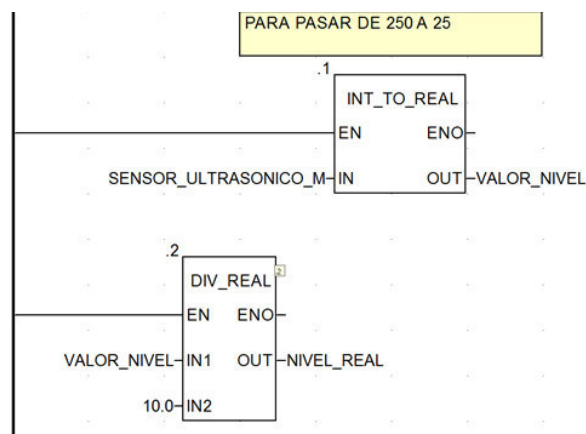 PARA PASAR DE 250 A 25
.1
INT_TO_REAL
EN ENO
SENSOR_ULTRASONICO_M IN OUT VALOR_NIVEL
.2
2
DIV_REAL
EN ENO
VALOR_NIVEL IN1 OUT NIVEL_REAL
10.0 IN2